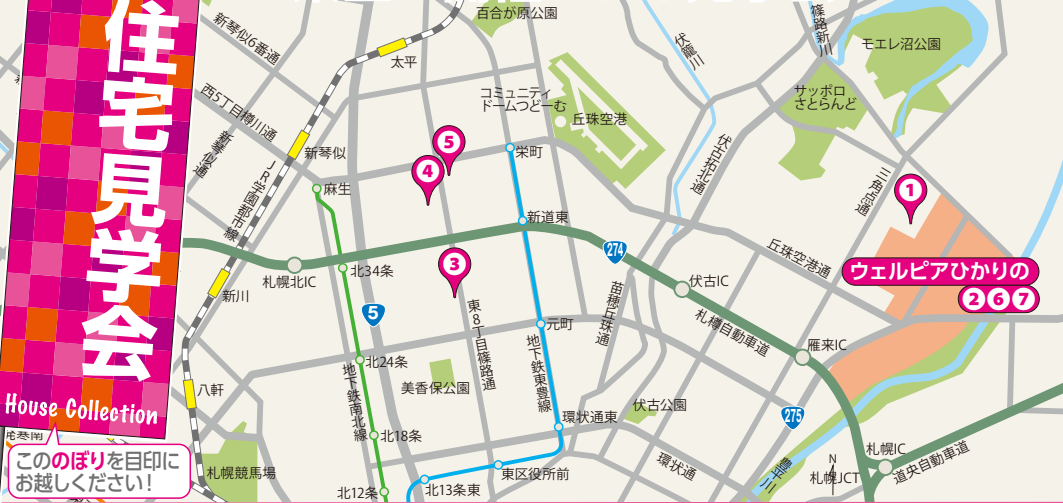 住宅見学会
House Collection
こののぼりを目印に
お越しください！
百合が原公園
新琴似6番通
太平
西5丁目樽川通
新琴似通
新琴似
JR学園都市線
麻生
コミュニティ
ドームつどーむ
丘珠空港
栄町
伏籠川
篠路新川
モエレ沼公園
サッポロ
さとらんど
伏古拓北通
三角点通
5
4
1
新道東
274
丘珠空港通
ウェルピアひかりの
2 6 7
札幌北IC
北34条
3
新川
5
東8丁目篠路通
苗穂丘珠通
伏古IC
札樽自動車道
元町
雁来IC
地下鉄東豊線
北24条
地下鉄南北線
美香保公園
八軒
275
環状通東
伏古公園
北18条
札幌競馬場
東区役所前
環状通
北12条
北13条東
豊平川
N
札幌IC
札幌JCT
道央自動車道